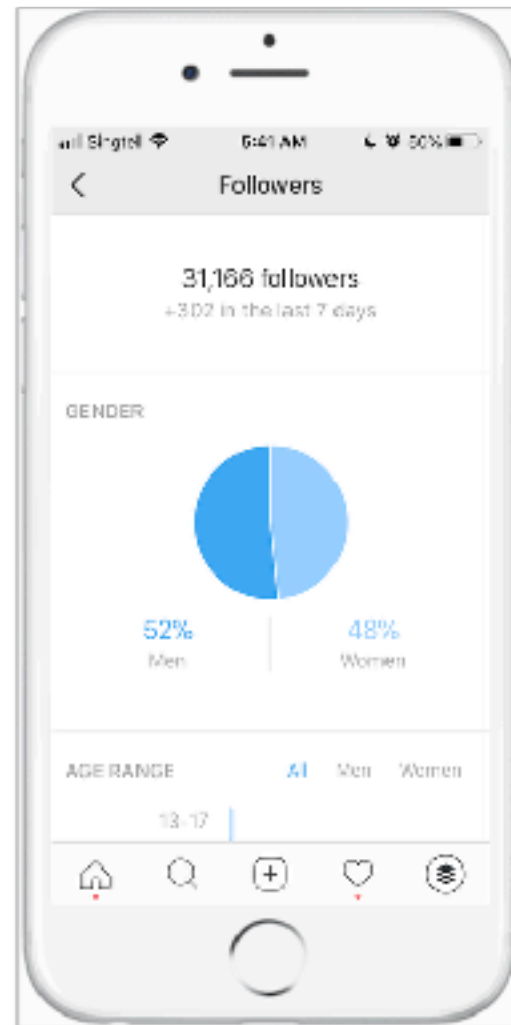 Singtel 5:41 AM 50%
Followers
31,166 followers
+302 in the last 7 days
GENDER
52% 48%
Men Women
AGE RANGE All Men Women
13-17